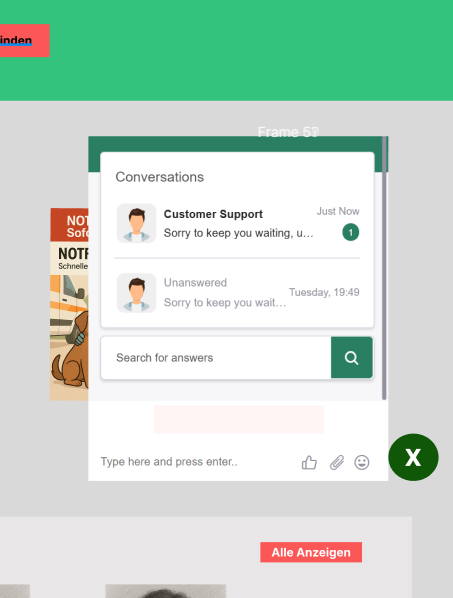 inden
Frame 5?
NOT
Sofo
NOTF
Schnelle
Conversations
Customer Support
Just Now
Sorry to keep you waiting, u...
1
Unanswered
Tuesday, 19:49
Sorry to keep you wait...
Search for answers
Type here and press enter..
X
Alle Anzeigen